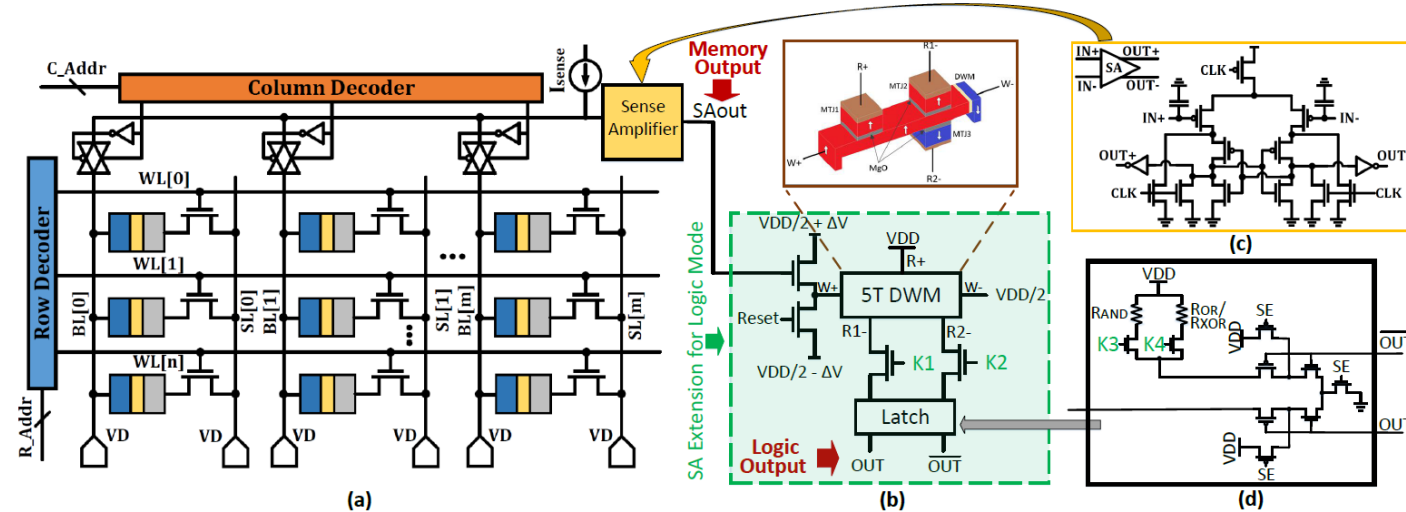 C_Addr
Column Decoder
Isense
Sense
Amplifier
Memory
Output
SAout
Row Decoder
R_Addr
WL[0]
WL[1]
WL[n]
BL[0]
SL[0]
BL[1]
SL[1]
BL[m]
SL[m]
...
...
VD
VD
VD
VD
VD
VD
(a)
R+
R1-
MTJ1
MTJ2
DWM
W-
MTJ3
W+
MgO
R2-
SA Extension for Logic Mode
VDD/2 + ΔV
VDD
R+
W+
5T DWM
W-
VDD/2
Reset
R1-
R2-
VDD/2 - ΔV
K1
K2
Latch
Logic
Output
OUT
OUT
(b)
IN+
OUT+
SA
IN-
OUT-
CLK
IN+
IN-
OUT+
OUT
CLK
CLK
(c)
VDD
RAND
ROR/
RXOR
K3
K4
SE
VDD
OUT
SE
OUT
VDD
SE
(d)